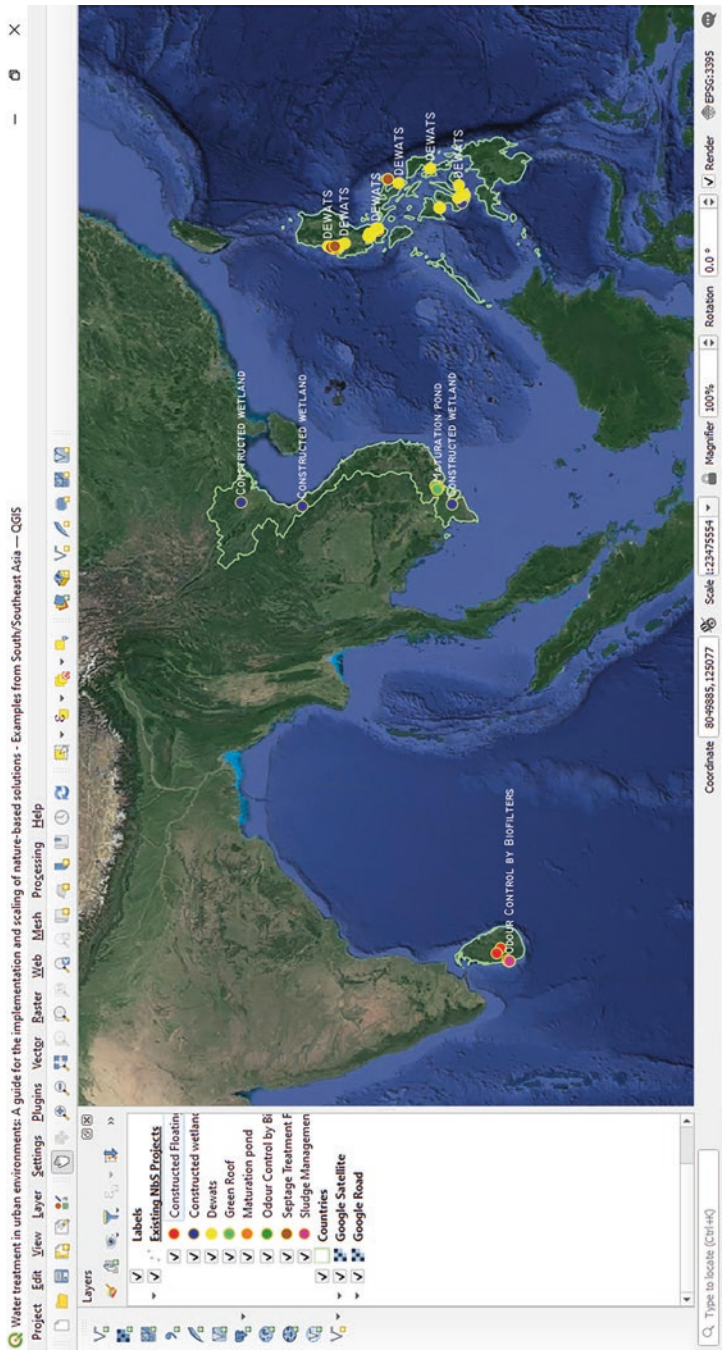 Water treatment in urban environments: A guide for the implementation and scaling of nature-based solutions - Examples from South/Southeast Asia — QGIS
Project Edit View Layer Settings Plugins Vector Raster Web Mesh Processing Help
Layers
Labels
Existing NbS Projects
Constructed Floatin
Constructed wetland
Dewats
Green Roof
Maturation pond
Odour Control by Bi
Septage Treatment F
Sludge Management
Countries
Google Satellite
Google Road
CONSTRUCTED WETLAND
CONSTRUCTED WETLAND
MATURATION POND
CONSTRUCTED WETLAND
ODOUR CONTROL BY BIOFILTERS
DEWATS
DEWATS
DEWATS
DEWATS
DEWATS
DEWATS
Type to locate (Ctrl+K)
Coordinate 8049885,125077 Scale 1:23475554 Magnifier 100% Rotation 0.0 ° Render EPSG:3395